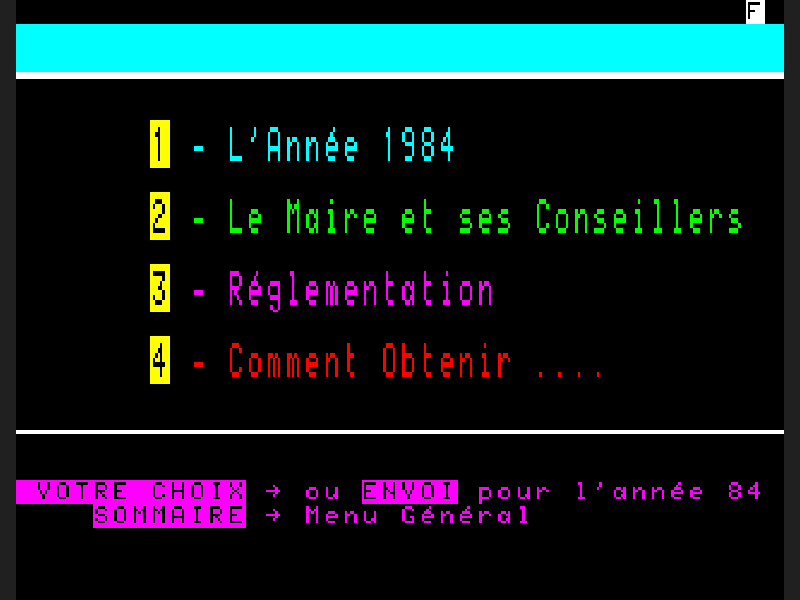 F
1 - L'Année 1984
2 - Le Maire et ses Conseillers
3 - Réglementation
4 - Comment Obtenir ....
VOTRE CHOIX → ou ENVOI pour l'année 84
SOMMAIRE → Menu Général